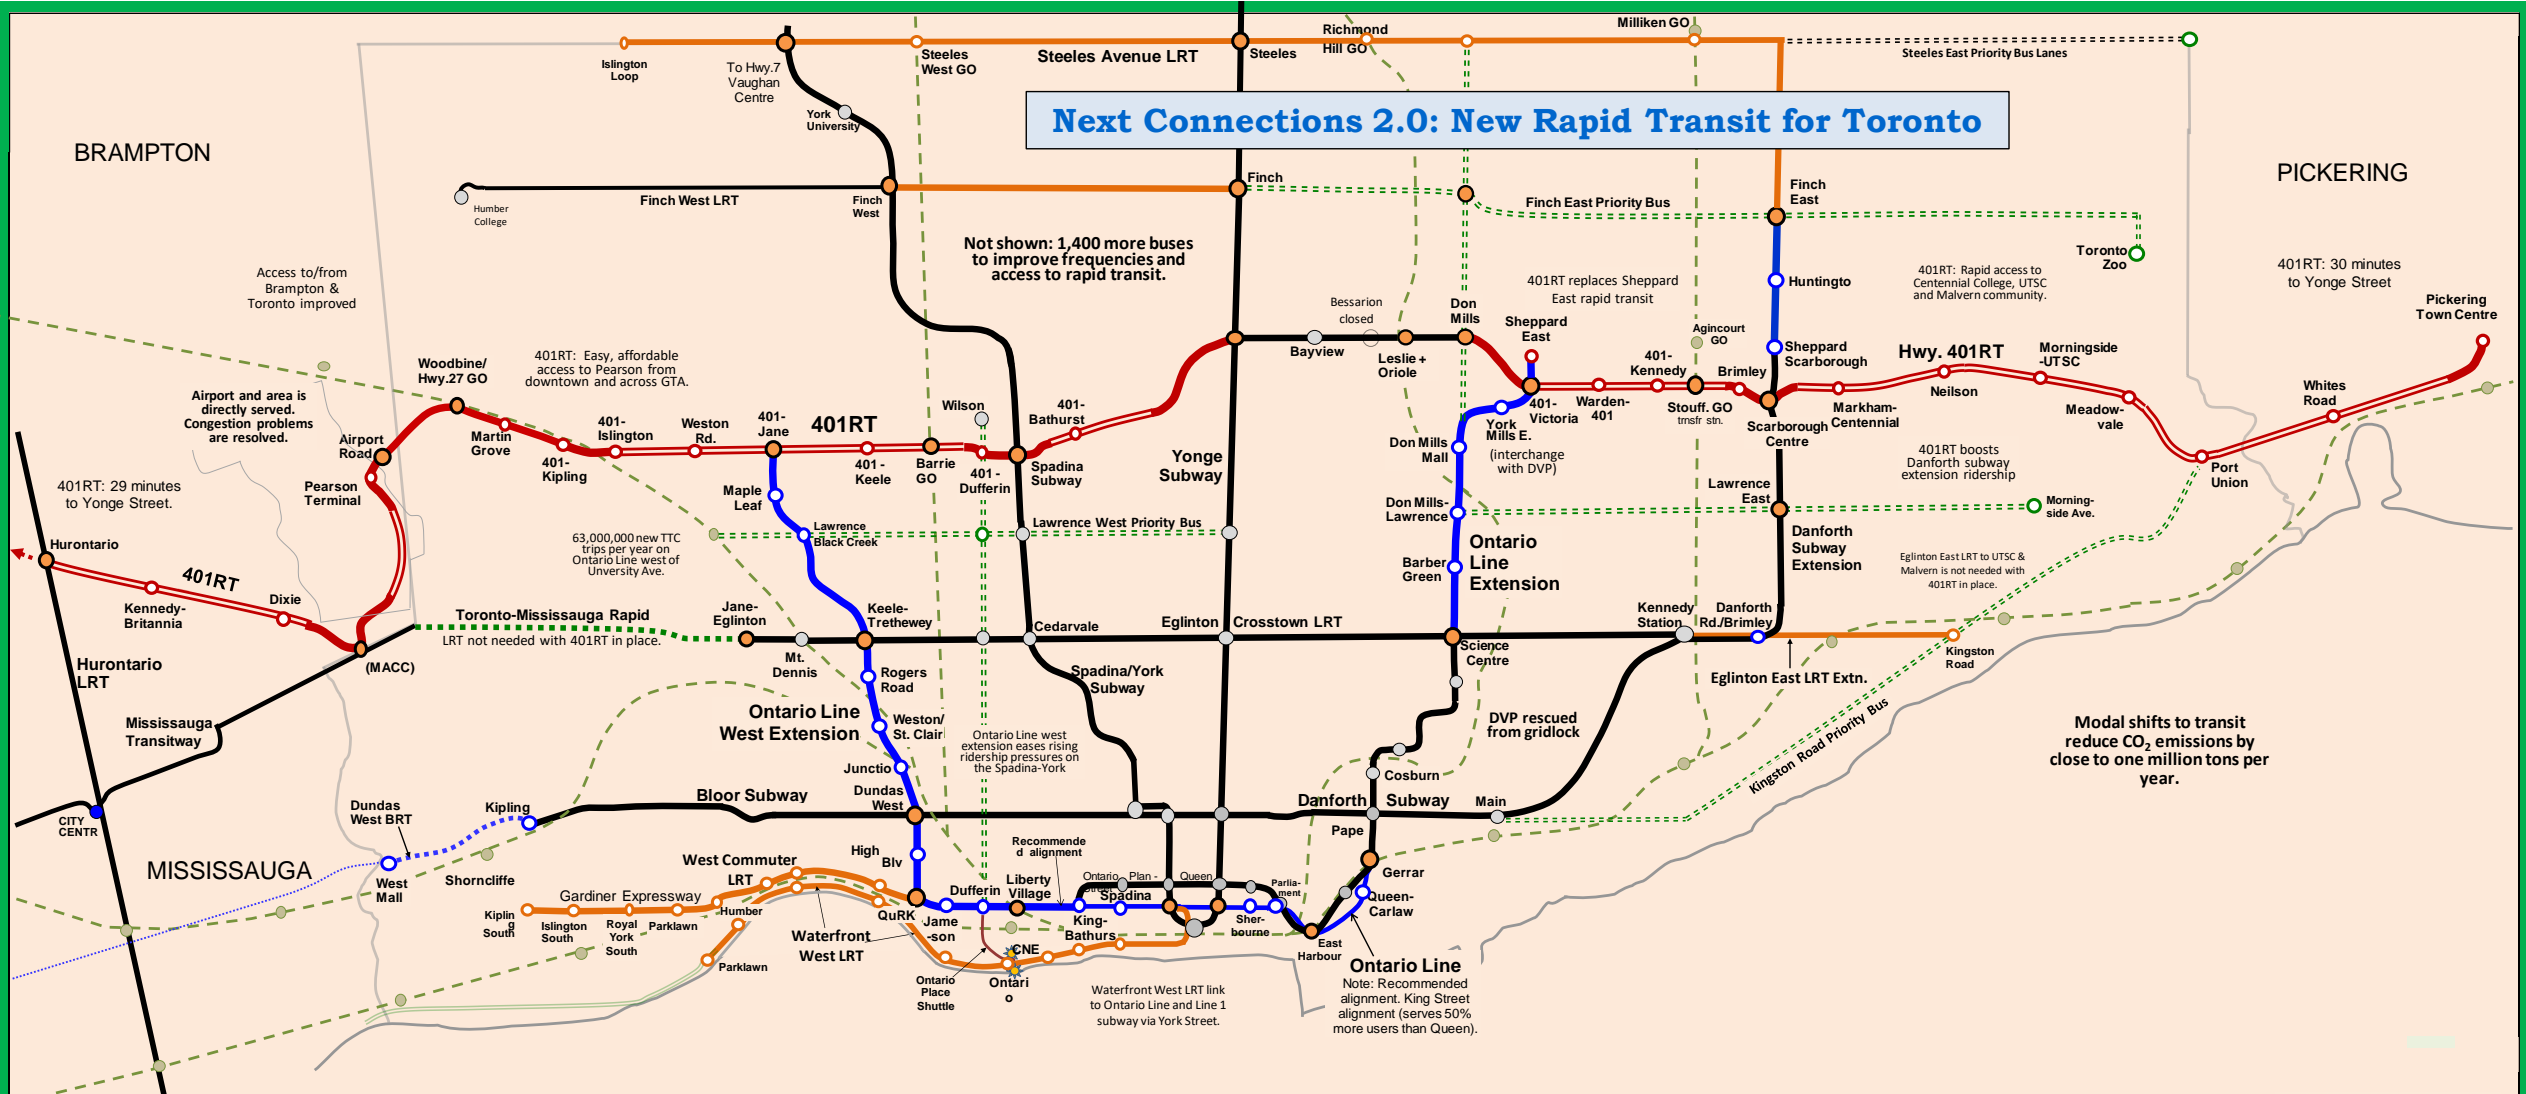 Richmond
Hill GO
Milliken GO
Islington
Loop
To Hwy.7
Vaughan
Centre
Steeles
West GO
Steeles Avenue LRT
Steeles
Steeles East Priority Bus Lanes
York
University
Next Connections 2.0: New Rapid Transit for Toronto
BRAMPTON
PICKERING
Humber
College
Finch West LRT
Finch
West
Finch
Finch East Priority Bus
Finch
East
Toronto
Zoo
Not shown: 1,400 more buses
to improve frequencies and
access to rapid transit.
Access to/from
Brampton &
Toronto improved
401RT replaces Sheppard
East rapid transit
Huntingto
401RT: Rapid access to
Centennial College, UTSC
and Malvern community.
401RT: 30 minutes
to Yonge Street
Pickering
Town Centre
Bessarion
closed
Don
Mills
Sheppard
East
Bayview
Leslie +
Oriole
Agincourt
GO
Sheppard
Scarborough
Hwy. 401RT
Morningside
-UTSC
Woodbine/
Hwy.27 GO
401RT: Easy, affordable
access to Pearson from
downtown and across GTA.
Airport and area is
directly served.
Congestion problems
are resolved.
Airport
Road
Pearson
Terminal
Martin
Grove
401-
Kipling
401-
Islington
Weston
Rd.
401-
Jane
401RT
401 -
Keele
Wilson
Barrie
GO
401 -
Dufferin
401-
Bathurst
Spadina
Subway
Yonge
Subway
York
Mills E.
(interchange
with DVP)
401-
Victoria
Warden-
401
401-
Kennedy
Stouff. GO
trnsfr stn.
Brimley
Scarborough
Centre
Markham-
Centennial
Neilson
Meadow-
vale
Whites
Road
Port
Union
Don Mills
Mall
Don Mills-
Lawrence
Barber
Green
Ontario
Line
Extension
401RT boosts
Danforth subway
extension ridership
Lawrence
East
Morning-
side Ave.
Danforth
Subway
Extension
Eglinton East LRT to UTSC &
Malvern is not needed with
401RT in place.
401RT: 29 minutes
to Yonge Street.
Hurontario
401RT
Kennedy-
Britannia
Dixie
(MACC)
Maple
Leaf
Lawrence
Black Creek
Lawrence West Priority Bus
63,000,000 new TTC
trips per year on
Ontario Line west of
Unversity Ave.
Toronto-Mississauga Rapid
LRT not needed with 401RT in place.
Jane-
Eglinton
Mt.
Dennis
Keele-
Trethewey
Cedarvale
Eglinton
Crosstown LRT
Science
Centre
Kennedy
Station
Danforth
Rd./Brimley
Kingston
Road
Eglinton East LRT Extn.
Hurontario
LRT
Mississauga
Transitway
Rogers
Road
Spadina/York
Subway
Ontario Line
West Extension
Weston/
St. Clair
Ontario Line west
extension eases rising
ridership pressures on
the Spadina-York
DVP rescued
from gridlock
Modal shifts to transit
reduce CO2 emissions by
close to one million tons per
year.
Kingston Road Priority Bus
Junctio
Dundas
West
Cosburn
CITY
CENTR
Dundas
West BRT
Kipling
Bloor Subway
Danforth
Subway
Main
Pape
MISSISSAUGA
West
Mall
Shorncliffe
West Commuter
LRT
High
Blv
Recommende
d alignment
Gardiner Expressway
Kiplin
g
South
Islington
South
Royal
York
South
Parklawn
Humber
Parklawn
QuRK
Dufferin
Liberty
Village
Ontario
Plan -
Queen
Spadina
Parlia-
ment
Gerrar
Queen-
Carlaw
Jame
-son
King-
Bathurs
Sher-
bourne
East
Harbour
Waterfront
West LRT
CNE
Ontario
Place
Shuttle
Ontari
o
Waterfront West LRT link
to Ontario Line and Line 1
subway via York Street.
Ontario Line
Note: Recommended
alignment. King Street
alignment (serves 50%
more users than Queen).